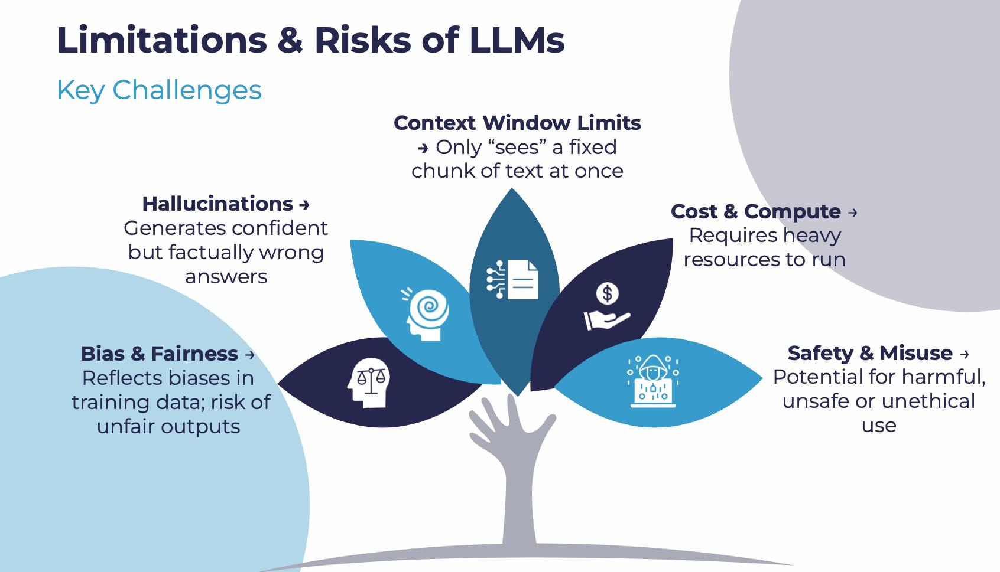 Limitations & Risks of LLMs
Key Challenges
Context Window Limits
→ Only “sees” a fixed
chunk of text at once
Hallucinations →
Generates confident
but factually wrong
answers
Cost & Compute →
Requires heavy
resources to run
Bias & Fairness →
Reflects biases in
training data; risk of
unfair outputs
Safety & Misuse →
Potential for harmful,
unsafe or unethical
use
$